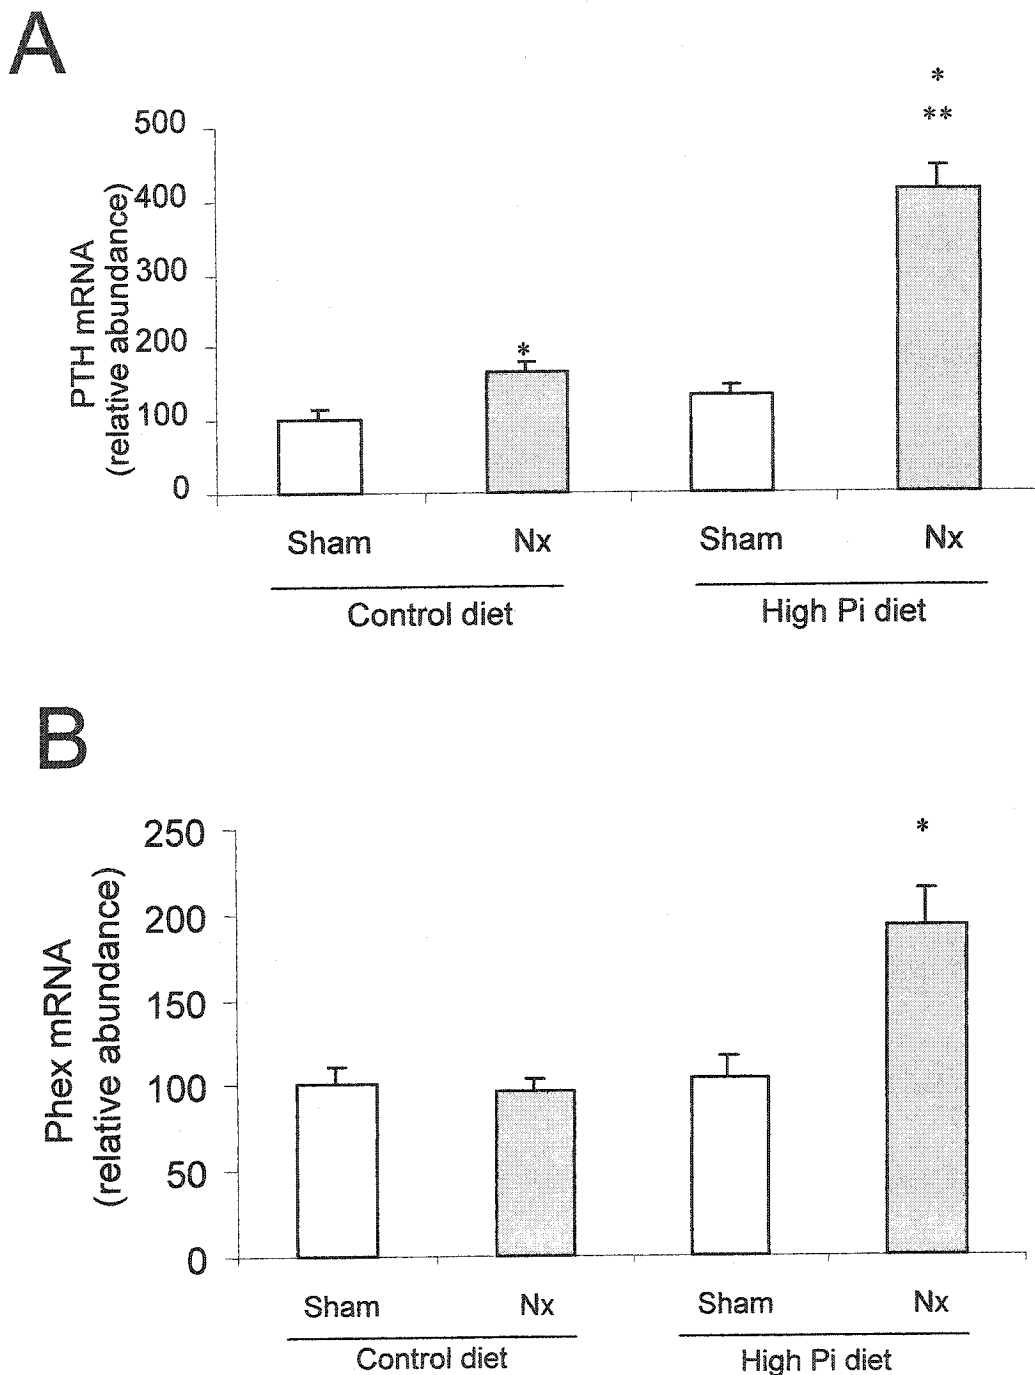 A
*
**
500
400
300
200
100
0
PTH mRNA
(relative abundance)
*
Sham Nx Sham Nx
Control diet High Pi diet
B
*
250
200
150
100
50
0
Phex mRNA
(relative abundance)
Sham Nx Sham Nx
Control diet High Pi diet